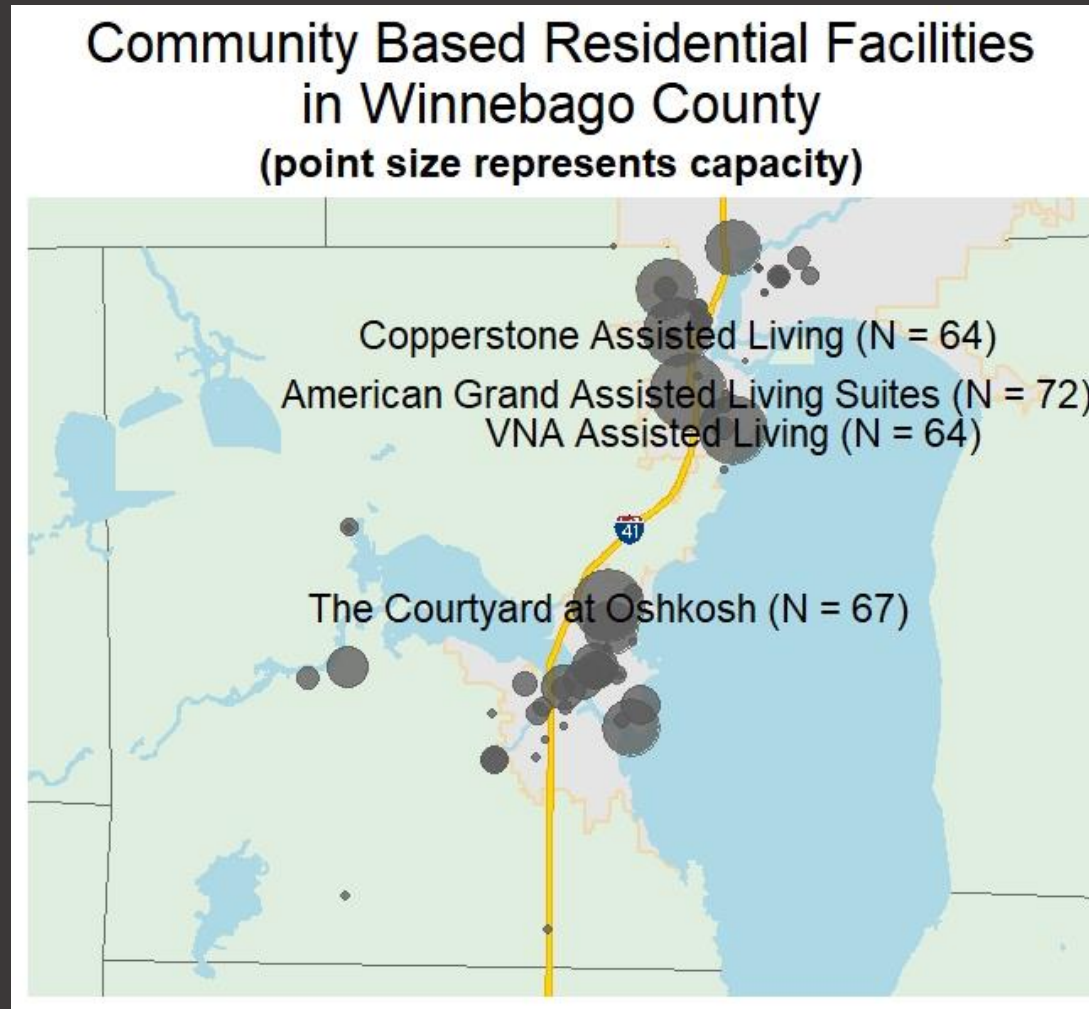 Community Based Residential Facilities
in Winnebago County
(point size represents capacity)
Copperstone Assisted Living (N = 64)
American Grand Assisted Living Suites (N = 72)
VNA Assisted Living (N = 64)
41
The Courtyard at Oshkosh (N = 67)